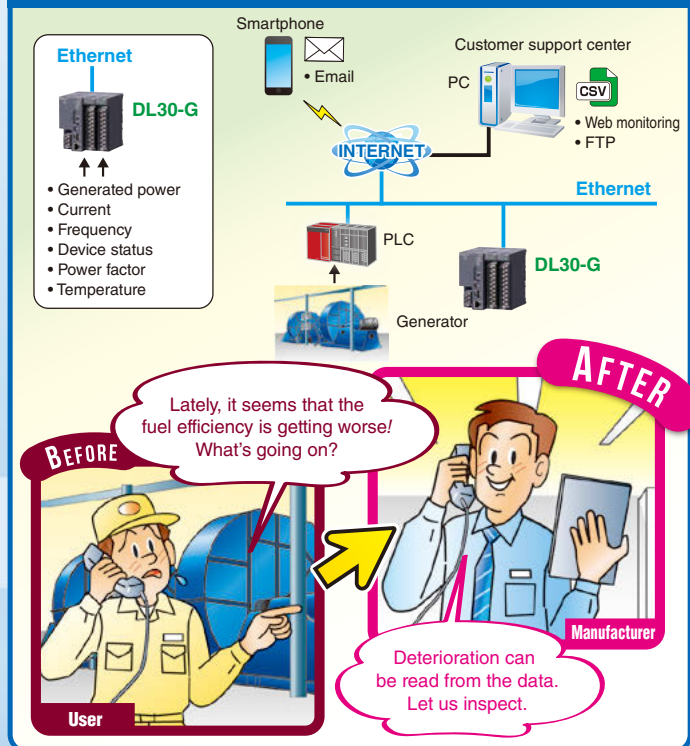 Ethernet
DL30-G
• Generated power
• Current
• Frequency
• Device status
• Power factor
• Temperature
Smartphone
• Email
Customer support center
PC
CSV
• Web monitoring
• FTP
INTERNET
Ethernet
PLC
DL30-G
Generator
BEFORE
Lately, it seems that the
fuel efficiency is getting worse!
What's going on?
User
AFTER
Manufacturer
Deterioration can
be read from the data.
Let us inspect.